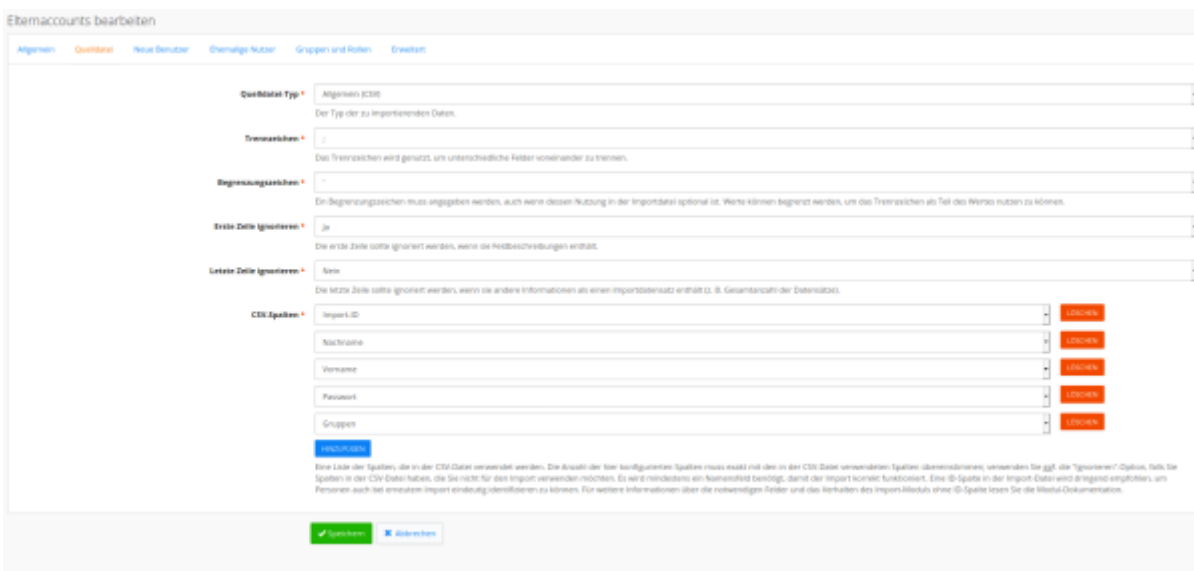 Elternaccounts bearbeiten
Allgemein Quelldatei Neue Benutzer Ehemalige Nutzer Gruppen und Rollen Erweitert
Quelldatei-Typ * Allgemein (CSV)
Der Typ der zu importierenden Daten.
Trennzeichen * ;
Das Trennzeichen wird genutzt, um unterschiedliche Felder voneinander zu trennen.
Begrenzungszeichen * "
Ein Begrenzungszeichen muss angegeben werden, auch wenn dessen Nutzung in der Importdatei optional ist. Werte können begrenzt werden, um das Trennzeichen als Teil des Wertes nutzen zu können.
Erste Zeile ignorieren * Ja
Die erste Zeile sollte ignoriert werden, wenn sie Feldbeschreibungen enthält.
Letzte Zeile ignorieren * Nein
Die letzte Zeile sollte ignoriert werden, wenn sie andere Informationen als einen Importdatensatz enthält (z. B. Gesamtanzahl der Datensätze).
CSV-Spalten * Import-ID LÖSCHEN
Nachname LÖSCHEN
Vorname LÖSCHEN
Passwort LÖSCHEN
Gruppen LÖSCHEN
HINZUFÜGEN
Eine Liste der Spalten, die in der CSV-Datei verwendet werden. Die Anzahl der hier konfigurierten Spalten muss exakt mit den in der CSV-Datei verwendeten Spalten übereinstimmen, verwenden Sie ggf. die "Ignorieren"-Option, falls Sie
Spalten in der CSV-Datei haben, die Sie nicht für den Import verwenden möchten. Es wird mindestens ein Namensfeld benötigt, damit der Import korrekt funktioniert. Eine ID-Spalte in der Import-Datei wird dringend empfohlen, um
Personen auch bei erneutem Import eindeutig identifizieren zu können. Für weitere Informationen über die notwendigen Felder und das Verhalten des Import-Moduls ohne ID-Spalte lesen Sie die Modul-Dokumentation.
Speichern Abbrechen